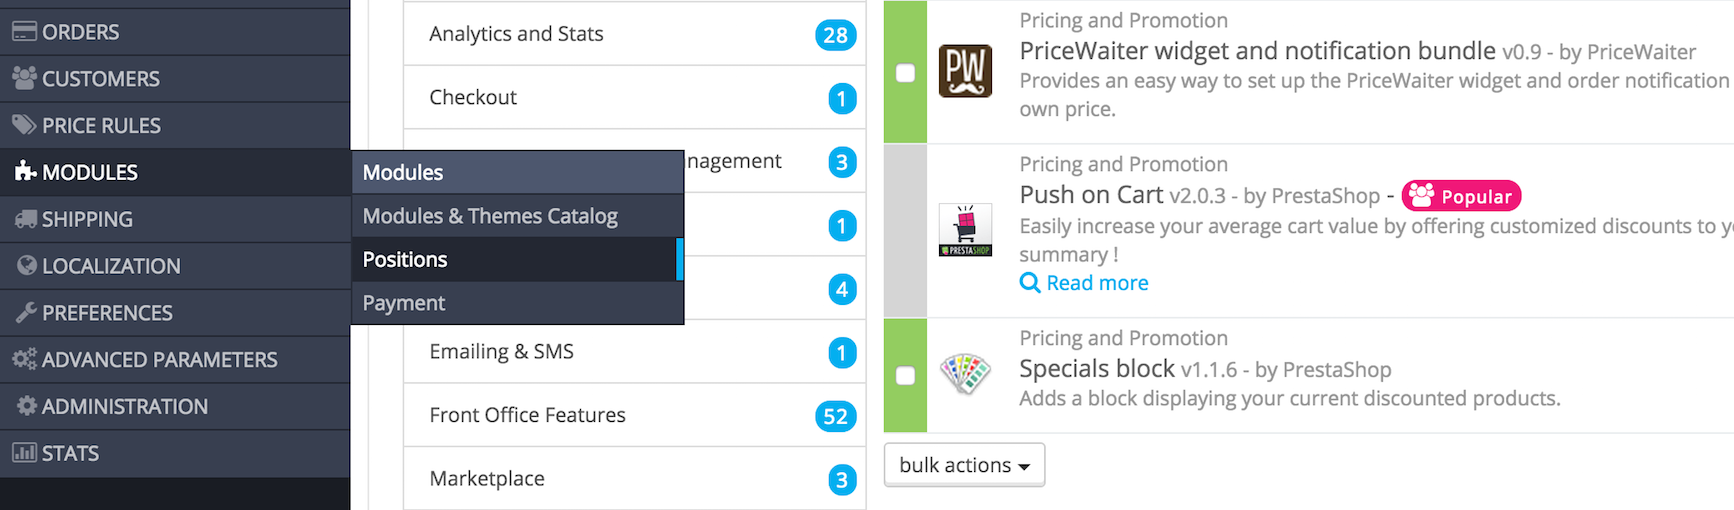 ORDERS
CUSTOMERS
PRICE RULES
MODULES
SHIPPING
LOCALIZATION
PREFERENCES
ADVANCED PARAMETERS
ADMINISTRATION
STATS
Modules
Modules & Themes Catalog
Positions
Payment
Analytics and Stats 28
Checkout 1
nagement 3
1
4
Emailing & SMS 1
Front Office Features 52
Marketplace 3
Pricing and Promotion
PW
PriceWaiter widget and notification bundle v0.9 - by PriceWaiter
Provides an easy way to set up the PriceWaiter widget and order notification
own price.
Pricing and Promotion
Push on Cart v2.0.3 - by PrestaShop - Popular
PRESTASHOP
Easily increase your average cart value by offering customized discounts to y
summary !
Read more
Pricing and Promotion
Specials block v1.1.6 - by PrestaShop
Adds a block displaying your current discounted products.
bulk actions